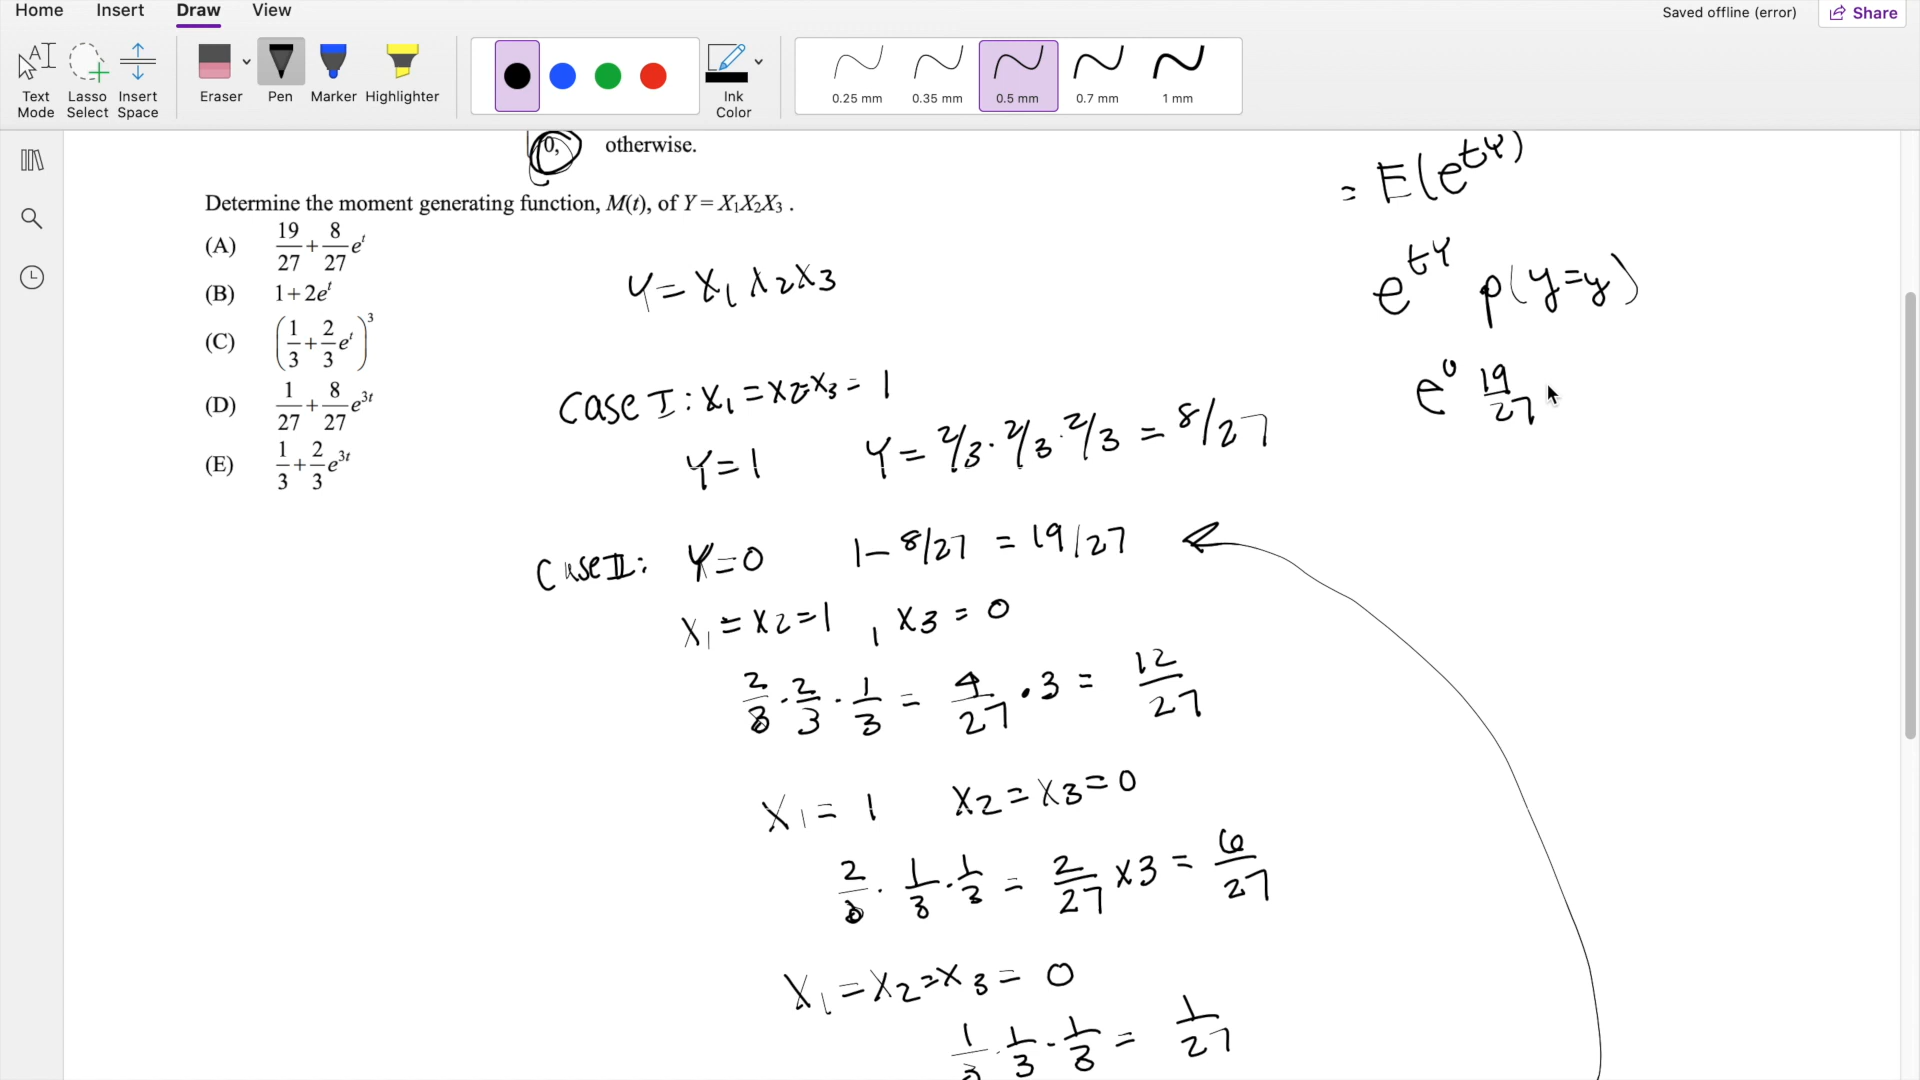 Home Insert Draw View
Saved offline (error) Share
Text Mode
Lasso Select
Insert Space
Eraser
Pen
Marker
Highlighter
Ink Color
0.25 mm
0.35 mm
0.5 mm
0.7 mm
1 mm
0, otherwise.
Determine the moment generating function, M(t), of Y = X₁X₂X₃ .
(A) 19/27 + 8/27 eᵗ
(B) 1 + 2eᵗ
(C) (1/3 + 2/3 eᵗ)³
(D) 1/27 + 8/27 e³ᵗ
(E) 1/3 + 2/3 e³ᵗ
Y = X₁ X₂ X₃
Case I: X₁ = X₂ = X₃ = 1
Y = 1 Y = 2/3 · 2/3 · 2/3 = 8/27
Case II: Y = 0 1 - 8/27 = 19/27
X₁ = X₂ = 1 , X₃ = 0
2/3 · 2/3 · 1/3 = 4/27 · 3 = 12/27
X₁ = 1 X₂ = X₃ = 0
2/3 · 1/3 · 1/3 = 2/27 x 3 = 6/27
X₁ = X₂ = X₃ = 0
1/3 · 1/3 · 1/3 = 1/27
= E(e^tY)
e^tY p(y=y)
e^0 19/27